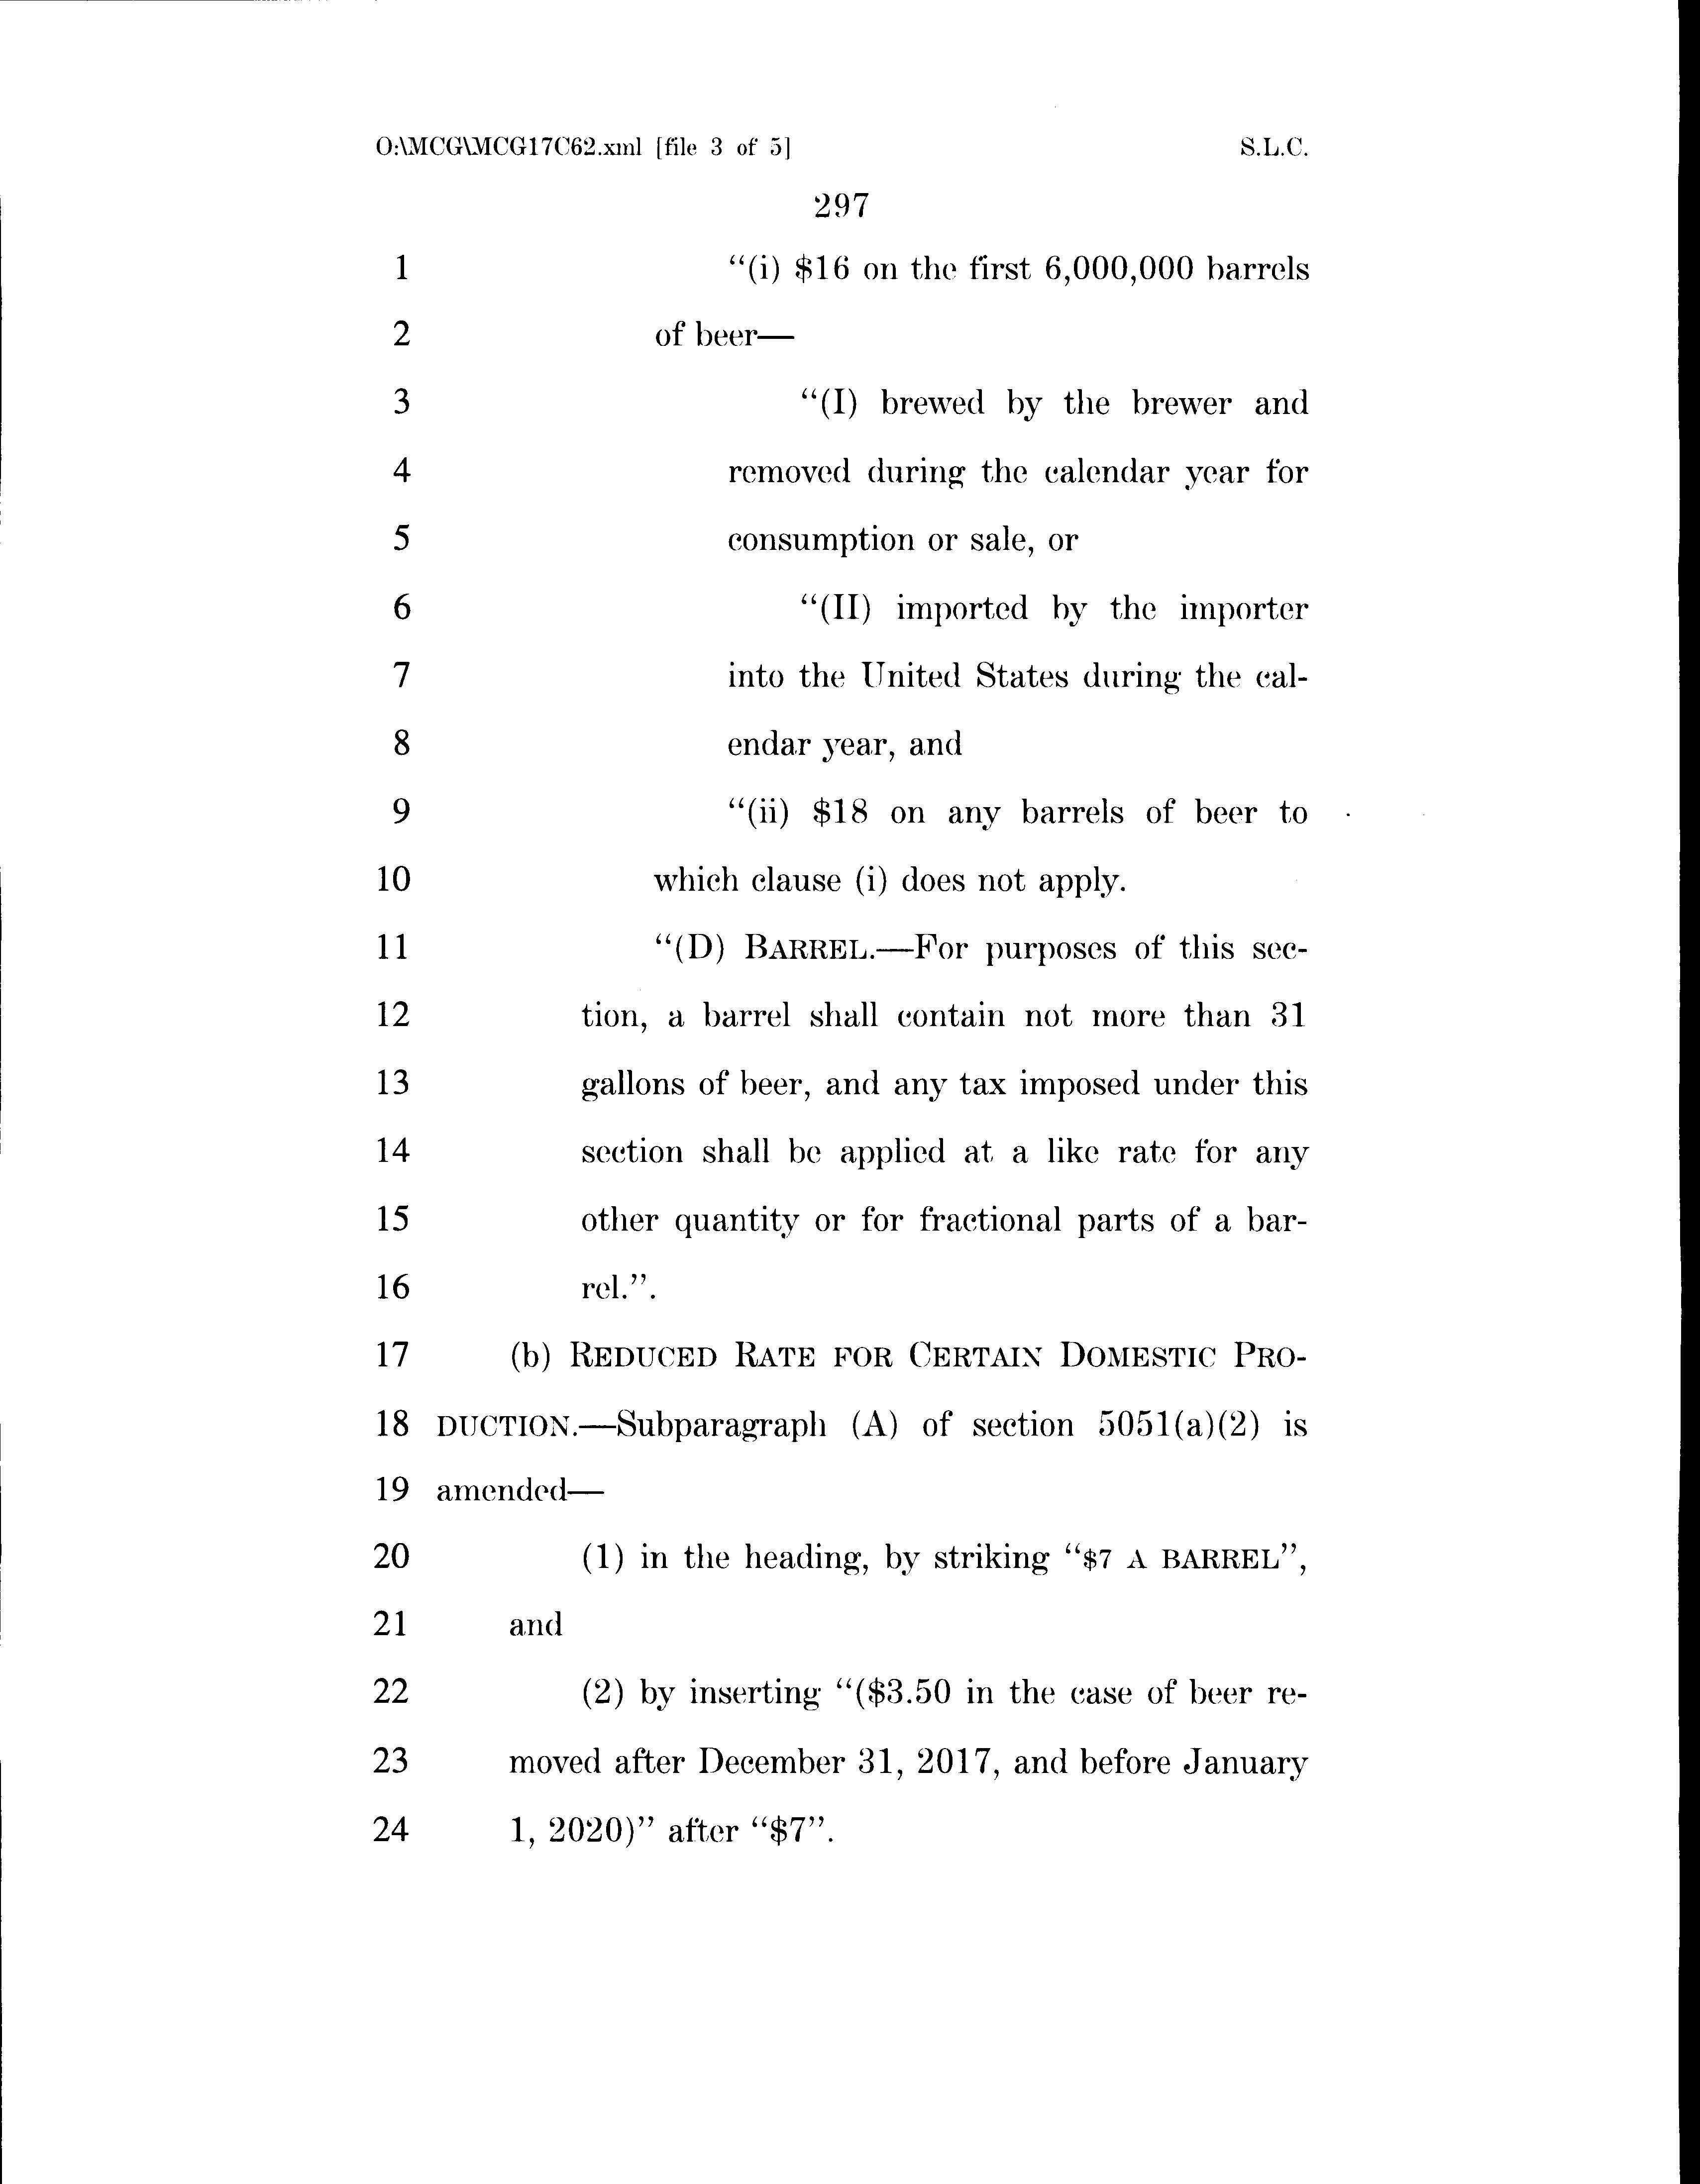 O:\MCG\MCG17C62.xml [file 3 of 5] S.L.C.
297
1 “(i) $16 on the first 6,000,000 barrels
2 of beer—
3 “(I) brewed by the brewer and
4 removed during the calendar year for
5 consumption or sale, or
6 “(II) imported by the importer
7 into the United States during the cal-
8 endar year, and
9 “(ii) $18 on any barrels of beer to
10 which clause (i) does not apply.
11 “(D) BARREL.—For purposes of this sec-
12 tion, a barrel shall contain not more than 31
13 gallons of beer, and any tax imposed under this
14 section shall be applied at a like rate for any
15 other quantity or for fractional parts of a bar-
16 rel.”.
17 (b) REDUCED RATE FOR CERTAIN DOMESTIC PRO-
18 DUCTION.—Subparagraph (A) of section 5051(a)(2) is
19 amended—
20 (1) in the heading, by striking “$7 A BARREL”,
21 and
22 (2) by inserting “($3.50 in the case of beer re-
23 moved after December 31, 2017, and before January
24 1, 2020)” after “$7”.